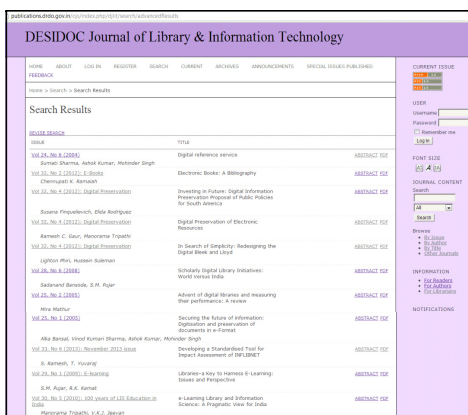 publications.drdo.gov.in/ojs/index.php/djlit/search/advancedResults
DESIDOC Journal of Library & Information Technology
HOME ABOUT LOG IN REGISTER SEARCH CURRENT ARCHIVES ANNOUNCEMENTS SPECIAL ISSUES PUBLISHED
FEEDBACK
Home > Search > Search Results
Search Results
REVISE SEARCH
ISSUE TITLE
Vol 24, No 6 (2004) Digital reference service ABSTRACT PDF
Sumati Sharma, Ashok Kumar, Mohinder Singh
Vol 32, No 2 (2012): E-Books Electronic Books: A Bibliography ABSTRACT PDF
Chennupati K. Ramaiah
Vol 32, No 4 (2012): Digital Preservation Investing in Future: Digital Information ABSTRACT PDF
Preservation Proposal of Public Policies
for South America
Susana Finquelievich, Elida Rodrigues
Vol 32, No 4 (2012): Digital Preservation Digital Preservation of Electronic ABSTRACT PDF
Resources
Ramesh C. Gaur, Manorama Tripathi
Vol 32, No 4 (2012): Digital Preservation In Search of Simplicity: Redesigning the ABSTRACT PDF
Digital Bleek and Lloyd
Lighton Phiri, Hussein Suleman
Vol 28, No 6 (2008) Scholarly Digital Library Initiatives: ABSTRACT PDF
World Versus India
Sadanand Bansode, S.M. Pujar
Vol 25, No 2 (2005) Advent of digital libraries and measuring ABSTRACT PDF
their performance: A review
Mira Mathur
Vol 25, No 1 (2005) Securing the future of information: ABSTRACT PDF
Digitisation and preservation of
documents in e-Format
Alka Bansal, Vinod Kumari Sharma, Ashok Kumar, Mohinder Singh
Vol 33, No 6 (2013): November 2013 issue Developing a Standardised Tool for ABSTRACT PDF
Impact Assessment of INFLIBNET
S. Ramesh, T. Yuvaraj
Vol 29, No 1 (2009): E-learning Libraries–a Key to Harness E-Learning: ABSTRACT PDF
Issues and Perspective
S.M. Pujar, R.K. Kamat
Vol 30, No 5 (2010): 100 years of LIS Education in e-Learning Library and Information ABSTRACT PDF
India Science: A Pragmatic View for India
Manorama Tripathi, V.K.J. Jeevan
CURRENT ISSUE
USER
Username
Password
Remember me
Log In
FONT SIZE
A A A
JOURNAL CONTENT
Search
All
Search
Browse
By Issue
By Author
By Title
Other Journals
INFORMATION
For Readers
For Authors
For Librarians
NOTIFICATIONS